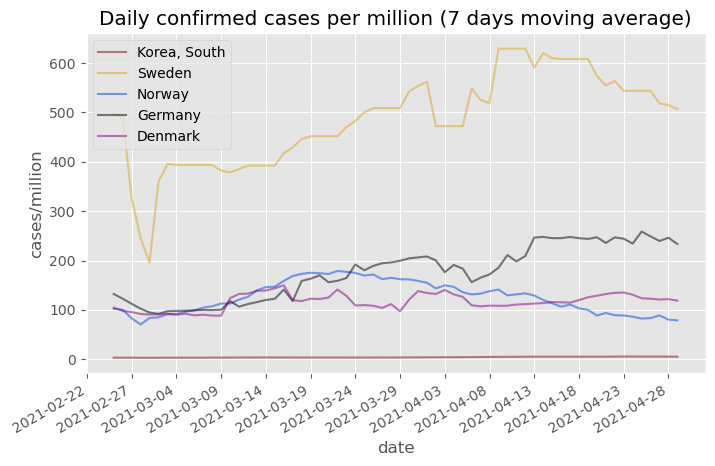 Daily confirmed cases per million (7 days moving average)
Korea, South
Sweden
Norway
Germany
Denmark
600
500
400
300
200
100
0
cases/million
2021-02-22
2021-02-27
2021-03-04
2021-03-09
2021-03-14
2021-03-19
2021-03-24
2021-03-29
2021-04-03
2021-04-08
2021-04-13
2021-04-18
2021-04-23
2021-04-28
date